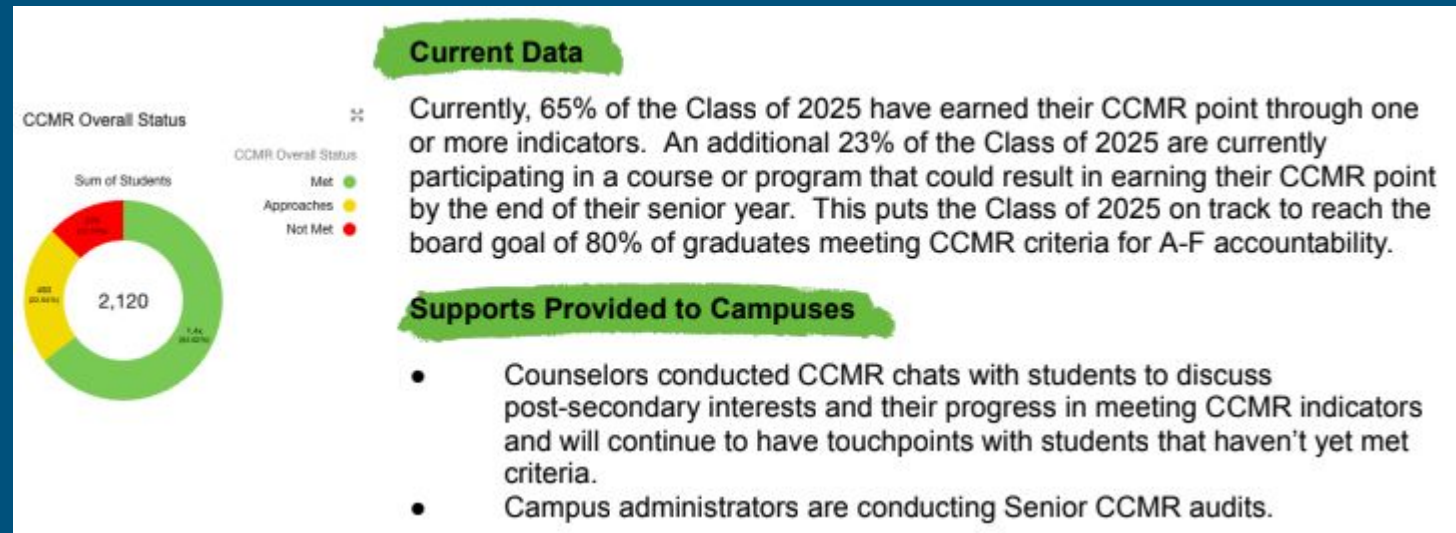 CCMR Overall Status
CCMR Overall Status
Sum of Students
Met
Approaches
Not Met
2,120
Current Data
Currently, 65% of the Class of 2025 have earned their CCMR point through one
or more indicators. An additional 23% of the Class of 2025 are currently
participating in a course or program that could result in earning their CCMR point
by the end of their senior year. This puts the Class of 2025 on track to reach the
board goal of 80% of graduates meeting CCMR criteria for A-F accountability.
Supports Provided to Campuses
● Counselors conducted CCMR chats with students to discuss
post-secondary interests and their progress in meeting CCMR indicators
and will continue to have touchpoints with students that haven’t yet met
criteria.
● Campus administrators are conducting Senior CCMR audits.